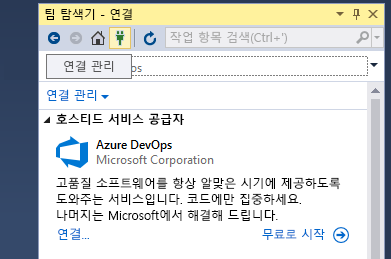 팀 탐색기 - 연결
작업 항목 검색(Ctrl+')
연결 관리
ps
연결 관리
호스티드 서비스 공급자
Azure DevOps
Microsoft Corporation
고품질 소프트웨어를 항상 알맞은 시기에 제공하도록
도와주는 서비스입니다. 코드에만 집중하세요.
나머지는 Microsoft에서 해결해 드립니다.
연결... 무료로 시작